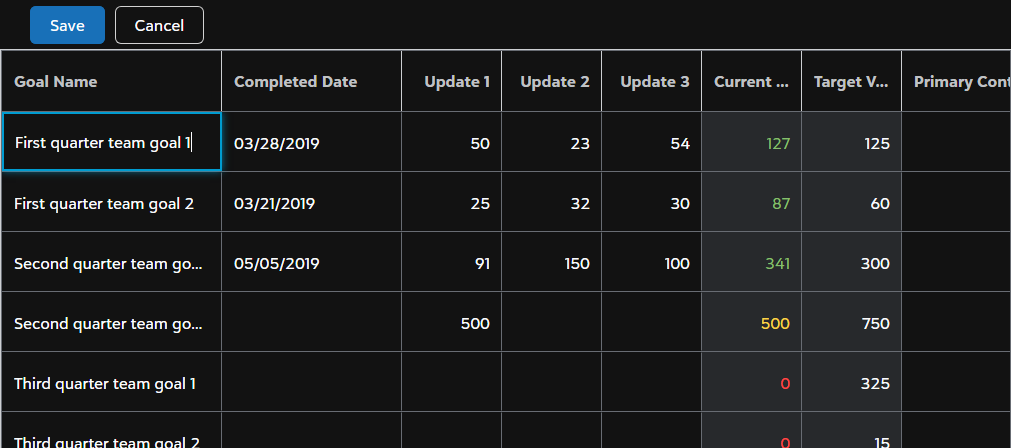 Save Cancel
Goal Name Completed Date Update 1 Update 2 Update 3 Current ... Target V... Primary Cont
First quarter team goal 1 03/28/2019 50 23 54 127 125
First quarter team goal 2 03/21/2019 25 32 30 87 60
Second quarter team go... 05/05/2019 91 150 100 341 300
Second quarter team go... 500 500 750
Third quarter team goal 1 0 325
Third quarter team goal 2 0 15